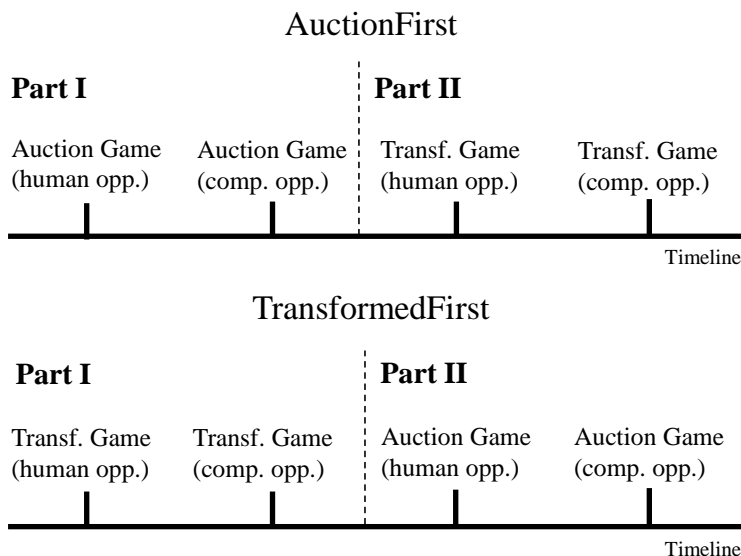 AuctionFirst
Part I
Part II
Auction Game
(human opp.)
Auction Game
(comp. opp.)
Transf. Game
(human opp.)
Transf. Game
(comp. opp.)
Timeline
TransformedFirst
Part I
Part II
Transf. Game
(human opp.)
Transf. Game
(comp. opp.)
Auction Game
(human opp.)
Auction Game
(comp. opp.)
Timeline